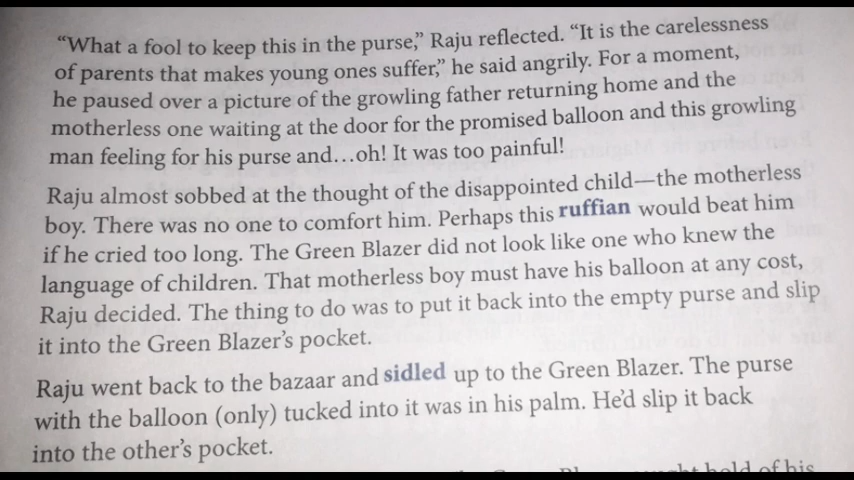 “What a fool to keep this in the purse,” Raju reflected. “It is the carelessness
of parents that makes young ones suffer,” he said angrily. For a moment,
he paused over a picture of the growling father returning home and the
motherless one waiting at the door for the promised balloon and this growling
man feeling for his purse and…oh! It was too painful!
Raju almost sobbed at the thought of the disappointed child—the motherless
boy. There was no one to comfort him. Perhaps this ruffian would beat him
if he cried too long. The Green Blazer did not look like one who knew the
language of children. That motherless boy must have his balloon at any cost,
Raju decided. The thing to do was to put it back into the empty purse and slip
it into the Green Blazer’s pocket.
Raju went back to the bazaar and sidled up to the Green Blazer. The purse
with the balloon (only) tucked into it was in his palm. He’d slip it back
into the other’s pocket.
hold of his